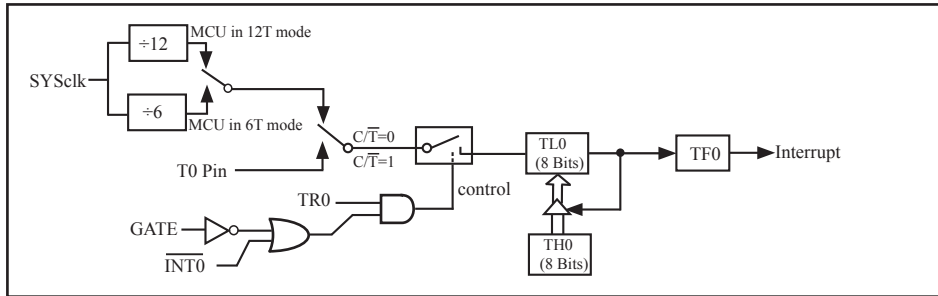 MCU in 12T mode
÷12
SYSclk
÷6
MCU in 6T mode
C/T̅=0
C/T̅=1
T0 Pin
TR0
control
GATE
I̅N̅T̅0̅
TL0
(8 Bits)
TF0
Interrupt
TH0
(8 Bits)